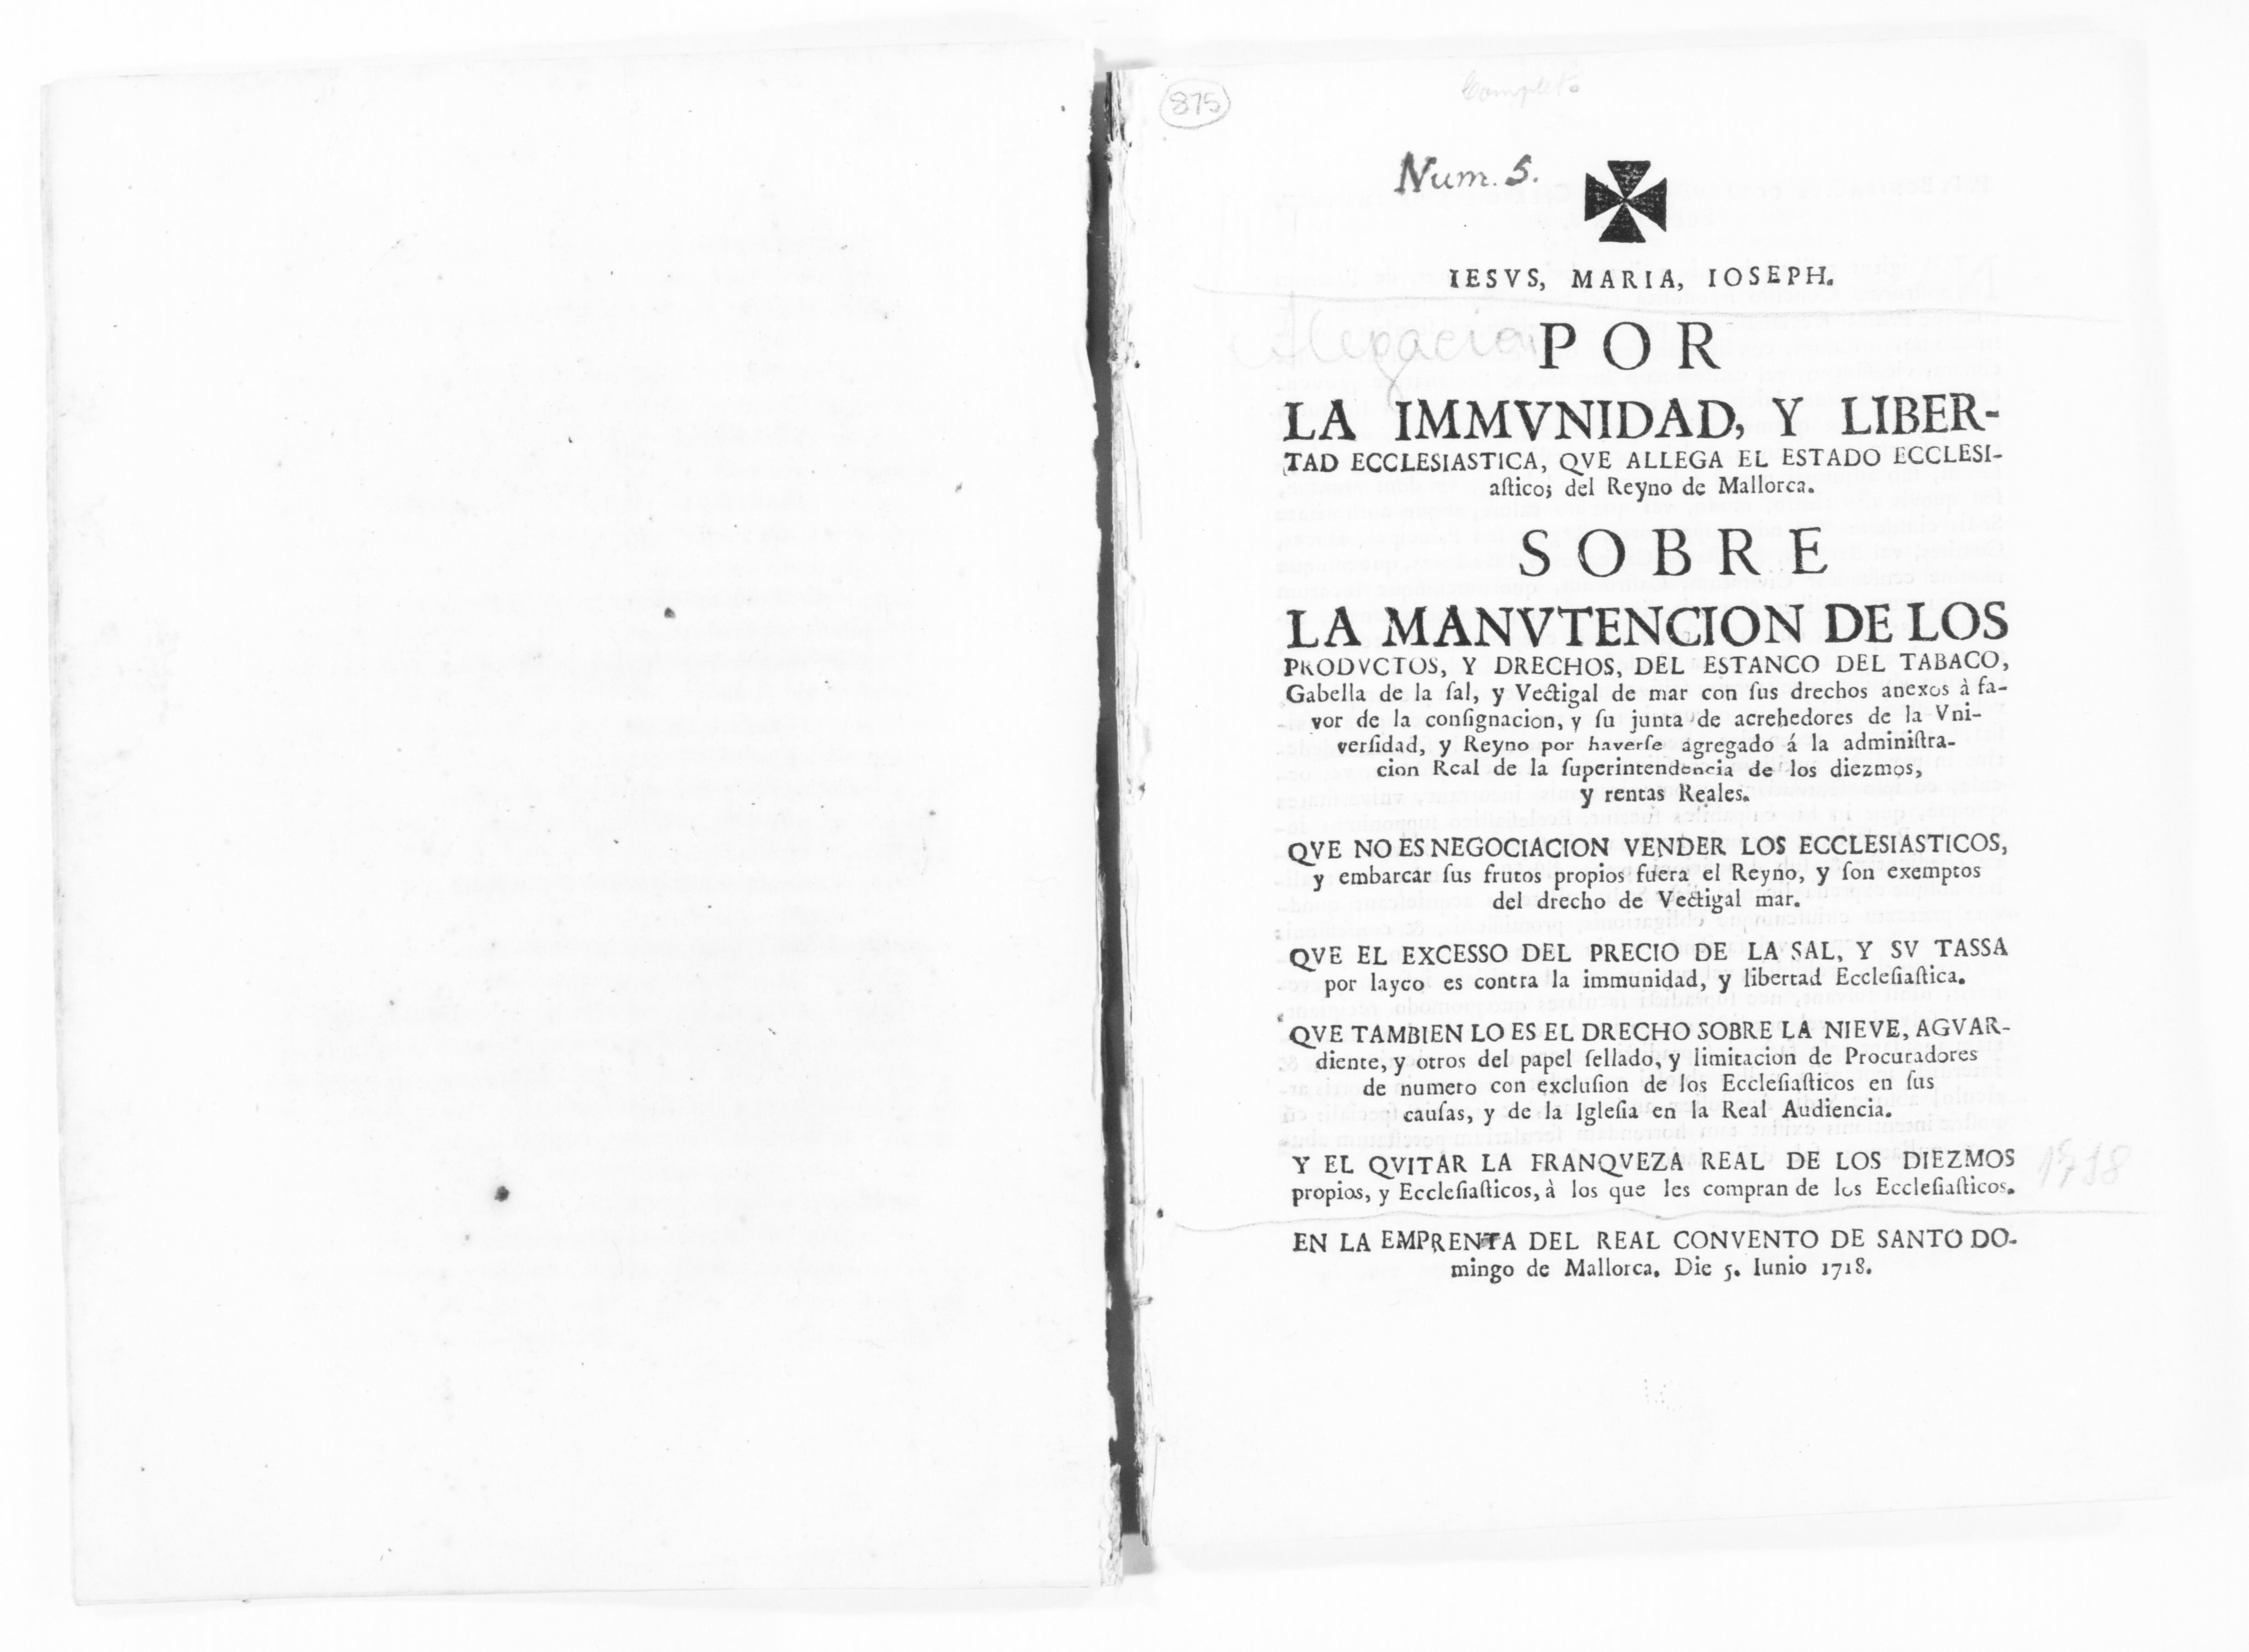 875
Completo
Num. 5.
IESVS, MARIA, IOSEPH.
Alegacion
POR
LA IMMVNIDAD, Y LIBER-
TAD ECCLESIASTICA, QVE ALLEGA EL ESTADO ECCLESI-
aſtico; del Reyno de Mallorca.
SOBRE
LA MANVTENCION DE LOS
PRODVCTOS, Y DRECHOS, DEL ESTANCO DEL TABACO,
Gabella de la ſal, y Vectigal de mar con ſus drechos anexos à fa-
vor de la conſignacion, y ſu junta de acrehedores de la Vni-
verſidad, y Reyno por haverſe agregado á la adminiſtra-
cion Real de la ſuperintendencia de los diezmos,
y rentas Reales.
QVE NO ES NEGOCIACION VENDER LOS ECCLESIASTICOS,
y embarcar ſus frutos propios fuera el Reyno, y ſon exemptos
del drecho de Vectigal mar.
QVE EL EXCESSO DEL PRECIO DE LA SAL, Y SV TASSA
por layco es contra la immunidad, y libertad Eccleſiaſtica.
QVE TAMBIEN LO ES EL DRECHO SOBRE LA NIEVE, AGVAR-
diente, y otros del papel ſellado, y limitacion de Procuradores
de numero con excluſion de los Eccleſiaſticos en ſus
cauſas, y de la Igleſia en la Real Audiencia.
Y EL QVITAR LA FRANQVEZA REAL DE LOS DIEZMOS
propios, y Eccleſiaſticos, à los que les compran de los Eccleſiaſticos.
1718
EN LA EMPRENTA DEL REAL CONVENTO DE SANTO DO-
mingo de Mallorca. Die 5. Iunio 1718.